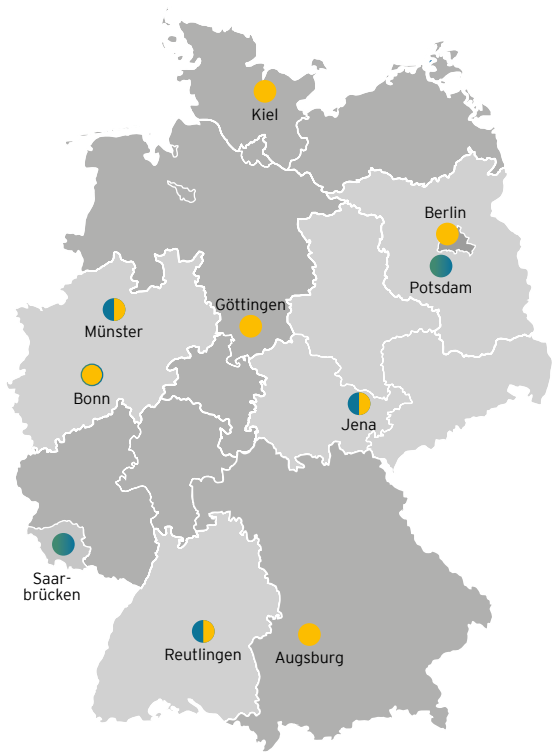 Kiel
Berlin
Potsdam
Göttingen
Münster
Bonn
Jena
Saar-
brücken
Reutlingen
Augsburg